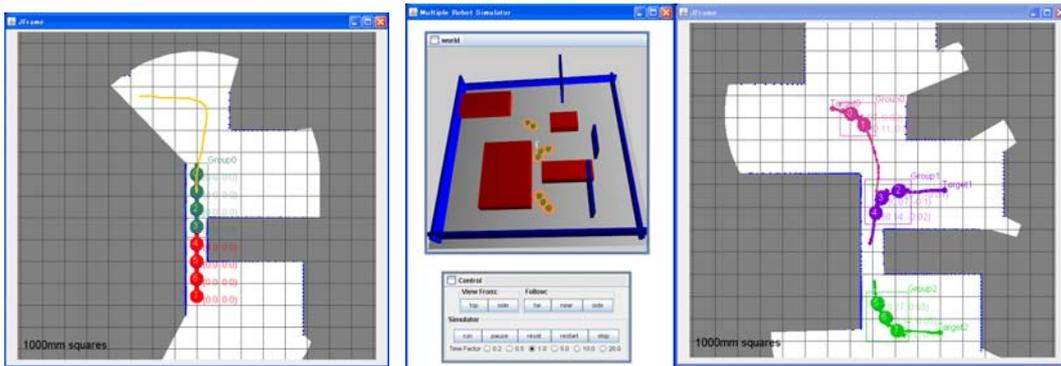 JFrame
Group0
1000mm squares
Multiple Robot Simulator
world
Control
View From: Follow:
top side tw near side
Simulator
run pause reset restart stop
Time Factor 0.2 0.5 1.0 5.0 10.0 20.0
JFrame
Target0 Group0
Group1
Target1
Group2
Target2
1000mm squares